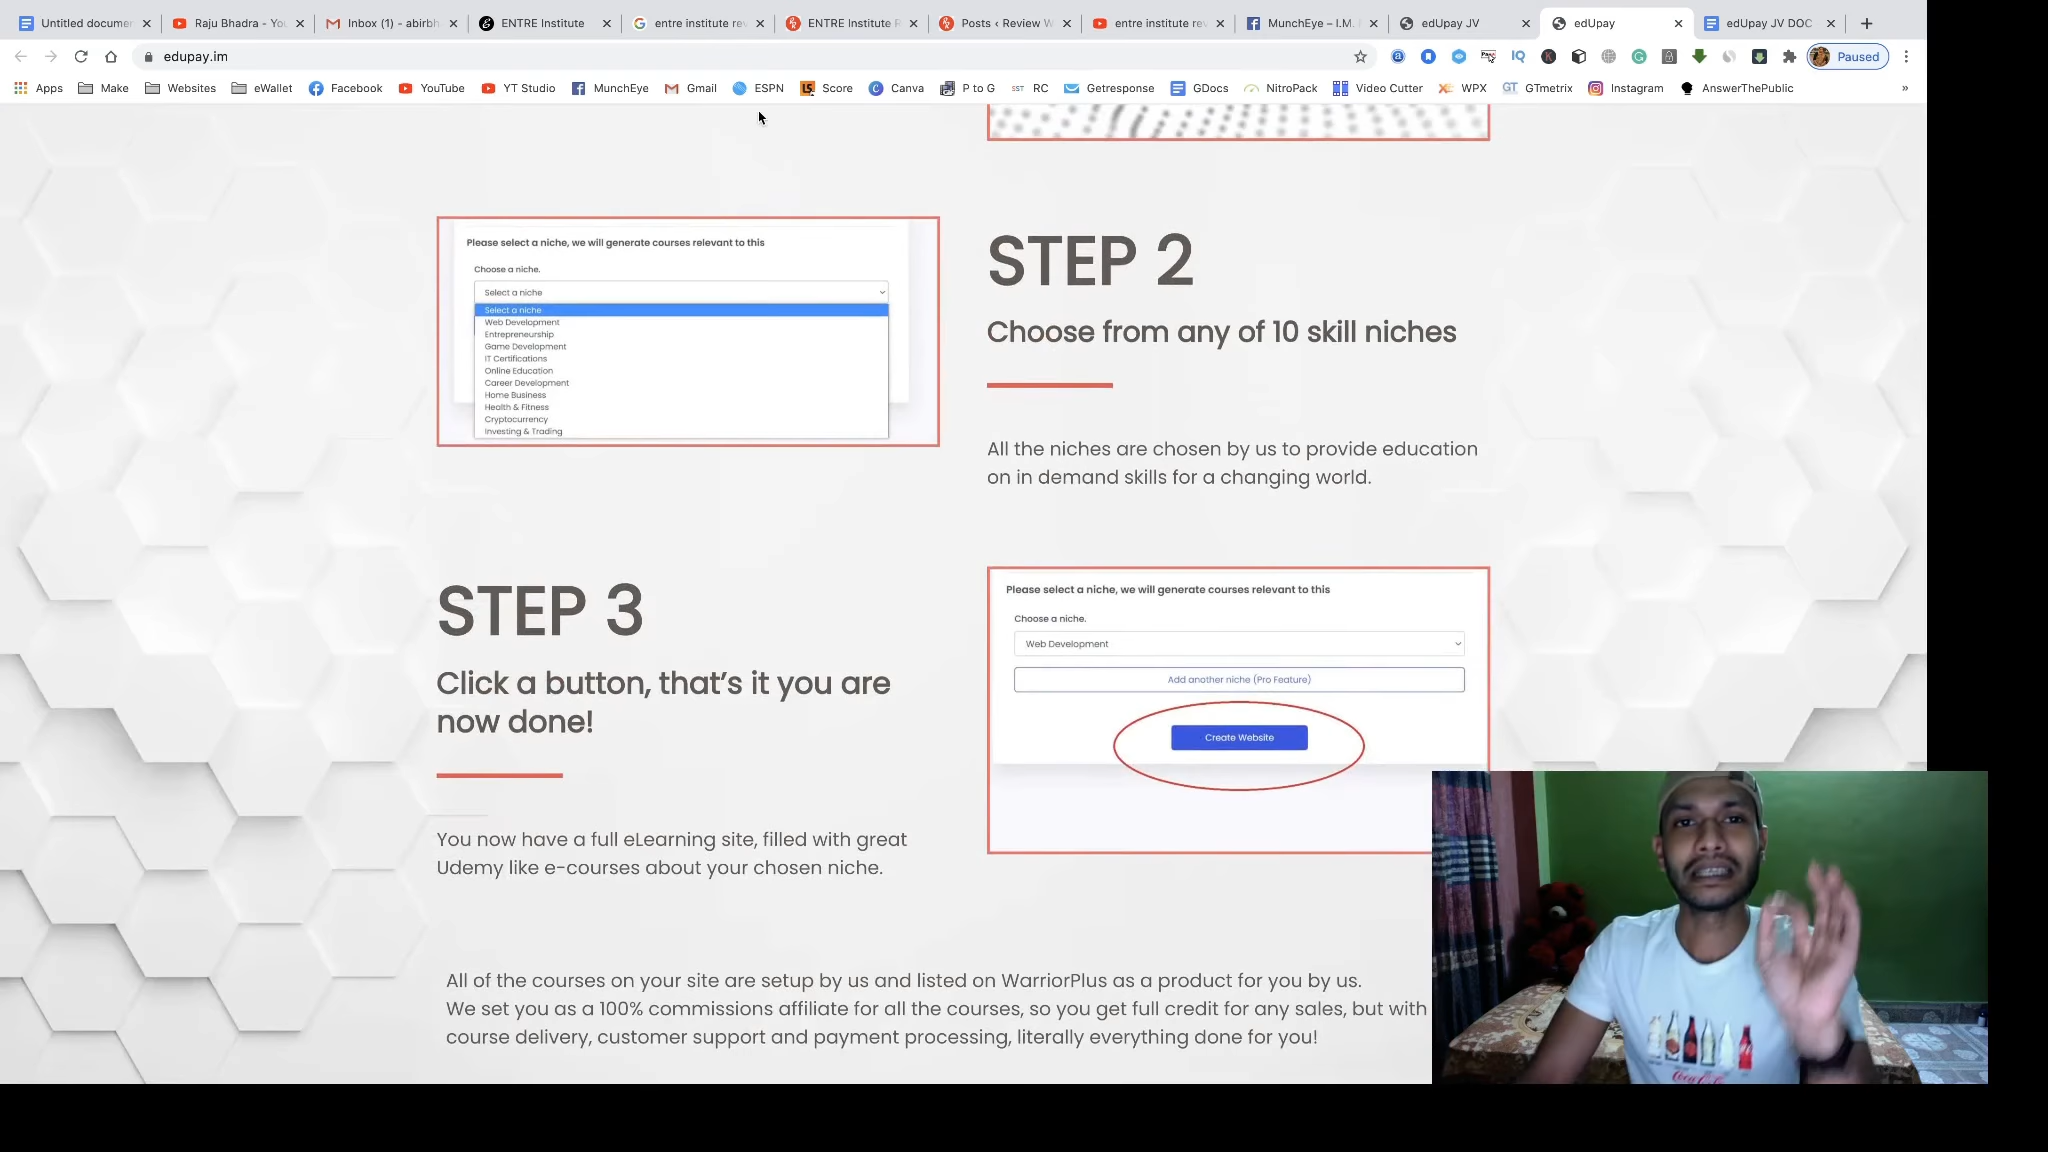 Untitled documen
Raju Bhadra - Yo
Inbox (1) - abirbh
ENTRE Institute
entre institute rev
ENTRE Institute R
Posts ‹ Review W
entre institute rev
MunchEye – I.M.
edUpay JV
edUpay
edUpay JV DOC
edupay.im
Paused
Apps
Make
Websites
eWallet
Facebook
YouTube
YT Studio
MunchEye
Gmail
ESPN
Score
Canva
P to G
RC
Getresponse
GDocs
NitroPack
Video Cutter
WPX
GTmetrix
Instagram
AnswerThePublic
Please select a niche, we will generate courses relevant to this
Choose a niche.
Select a niche
Select a niche
Web Development
Entrepreneurship
Game Development
IT Certifications
Online Education
Career Development
Home Business
Health & Fitness
Cryptocurrency
Investing & Trading
STEP 2
Choose from any of 10 skill niches
All the niches are chosen by us to provide education
on in demand skills for a changing world.
STEP 3
Click a button, that's it you are
now done!
You now have a full eLearning site, filled with great
Udemy like e-courses about your chosen niche.
Please select a niche, we will generate courses relevant to this
Choose a niche.
Web Development
Add another niche (Pro Feature)
Create Website
All of the courses on your site are setup by us and listed on WarriorPlus as a product for you by us.
We set you as a 100% commissions affiliate for all the courses, so you get full credit for any sales, but with
course delivery, customer support and payment processing, literally everything done for you!
Coca-Cola